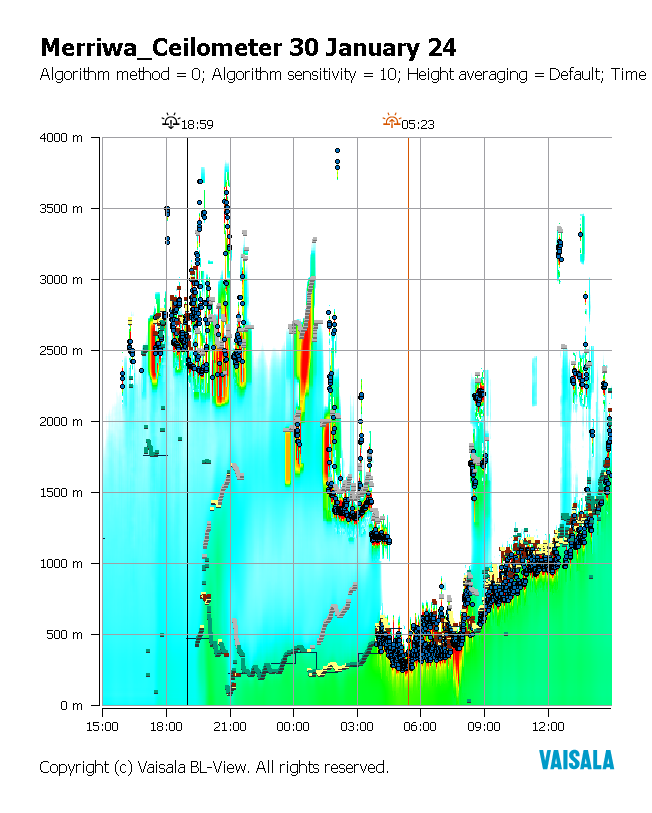 Merriwa_Ceilometer 30 January 24
Algorithm method = 0; Algorithm sensitivity = 10; Height averaging = Default; Time
18:59 05:23
4000 m
3500 m
3000 m
2500 m
2000 m
1500 m
1000 m
500 m
0 m
15:00 18:00 21:00 00:00 03:00 06:00 09:00 12:00
VAISALA
Copyright (c) Vaisala BL-View. All rights reserved.